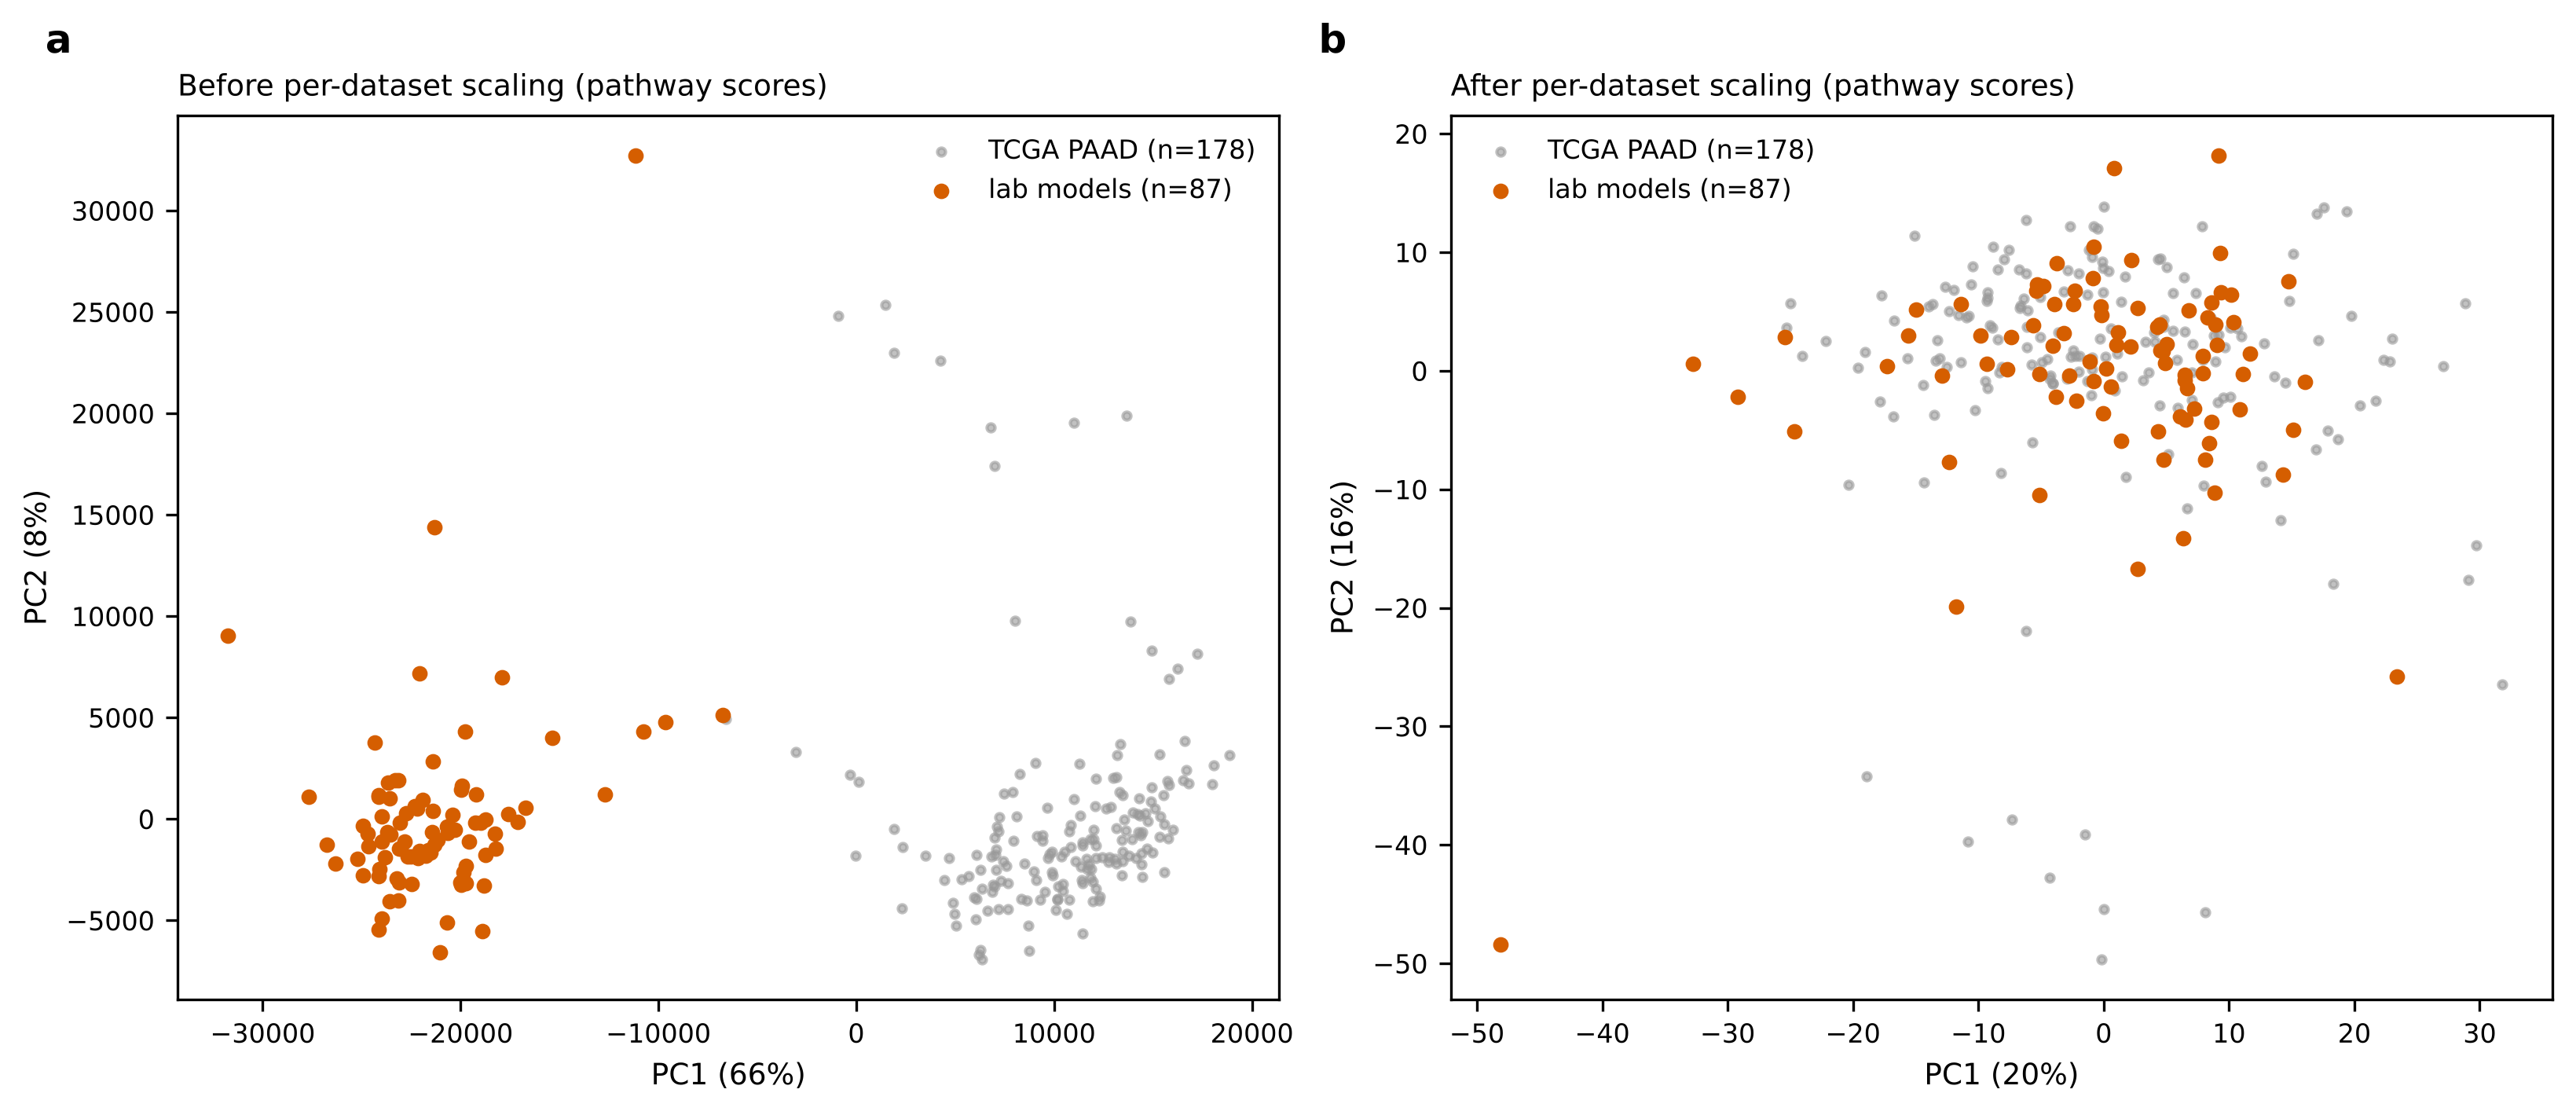 a
Before per-dataset scaling (pathway scores)
TCGA PAAD (n=178)
lab models (n=87)
30000
25000
20000
15000
10000
5000
0
−5000
PC2 (8%)
−30000
−20000
−10000
0
10000
20000
PC1 (66%)
b
After per-dataset scaling (pathway scores)
TCGA PAAD (n=178)
lab models (n=87)
20
10
0
−10
−20
−30
−40
−50
PC2 (16%)
−50
−40
−30
−20
−10
0
10
20
30
PC1 (20%)